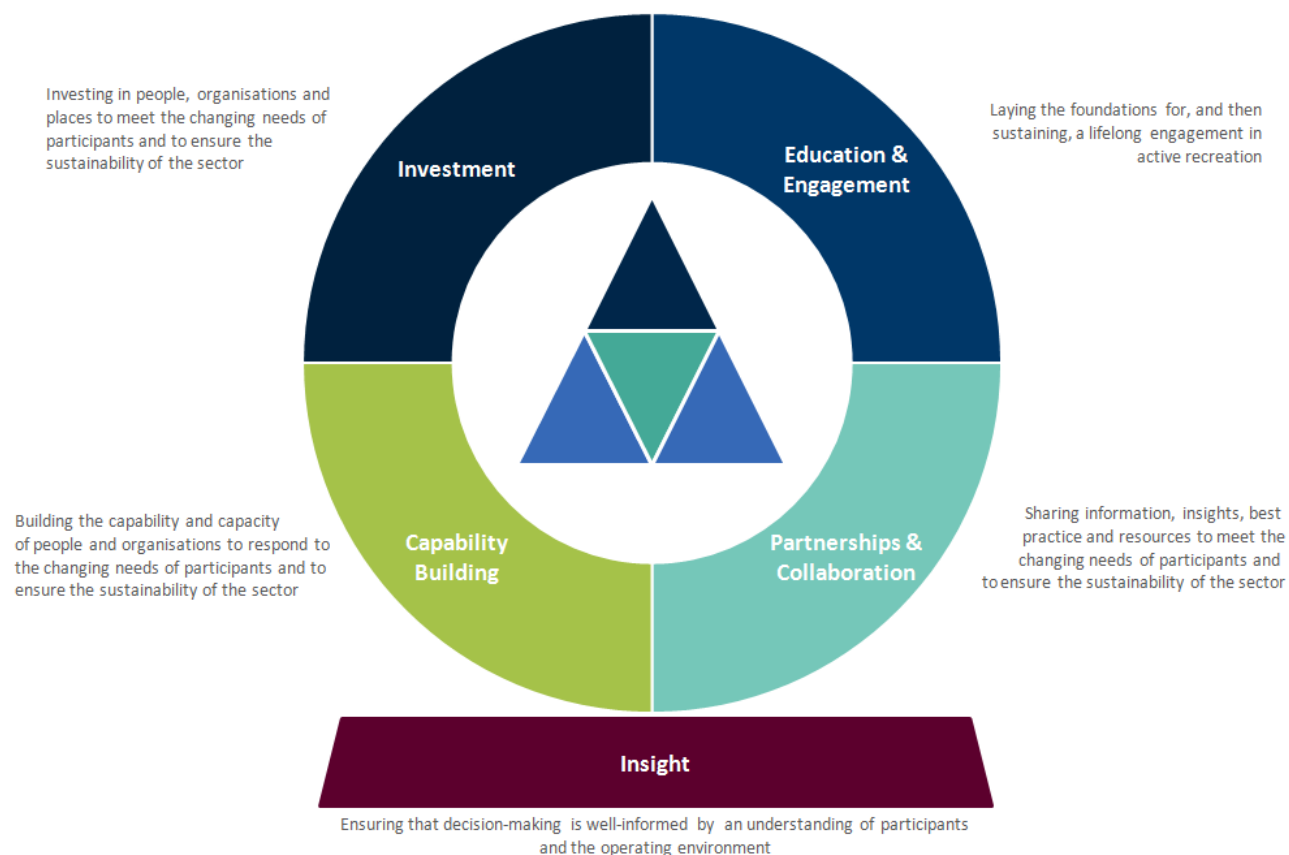 Investing in people, organisations and
places to meet the changing needs of
participants and to ensure the
sustainability of the sector
Investment
Education &
Engagement
Laying the foundations for, and then
sustaining, a lifelong engagement in
active recreation
Building the capability and capacity
of people and organisations to respond to
the changing needs of participants and to
ensure the sustainability of the sector
Capability
Building
Partnerships &
Collaboration
Sharing information, insights, best
practice and resources to meet the
changing needs of participants and
to ensure the sustainability of the sector
Insight
Ensuring that decision-making is well-informed by an understanding of participants
and the operating environment